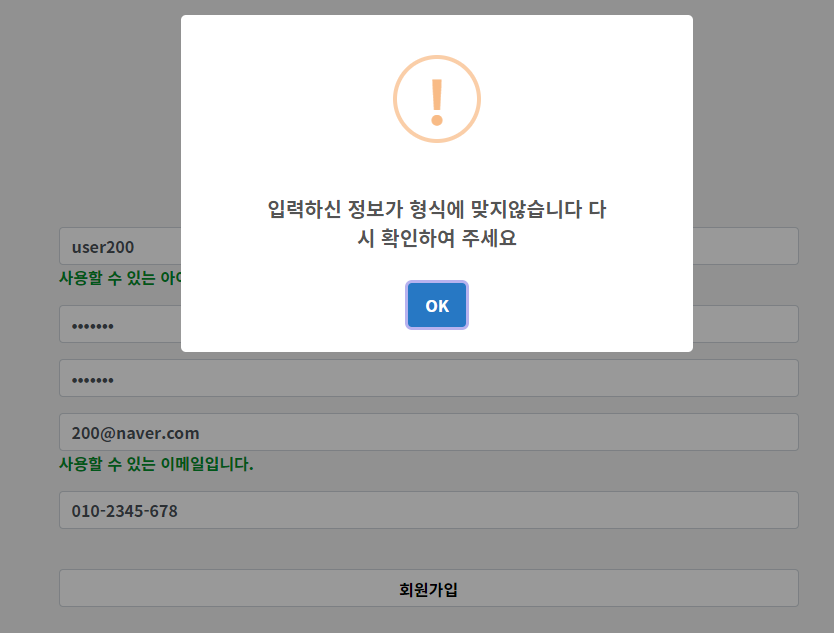 !
입력하신 정보가 형식에 맞지않습니다 다
시 확인하여 주세요
OK
user200
사용할 수 있는
•••••••
•••••••
200@naver.com
사용할 수 있는 이메일입니다.
010-2345-678
회원가입